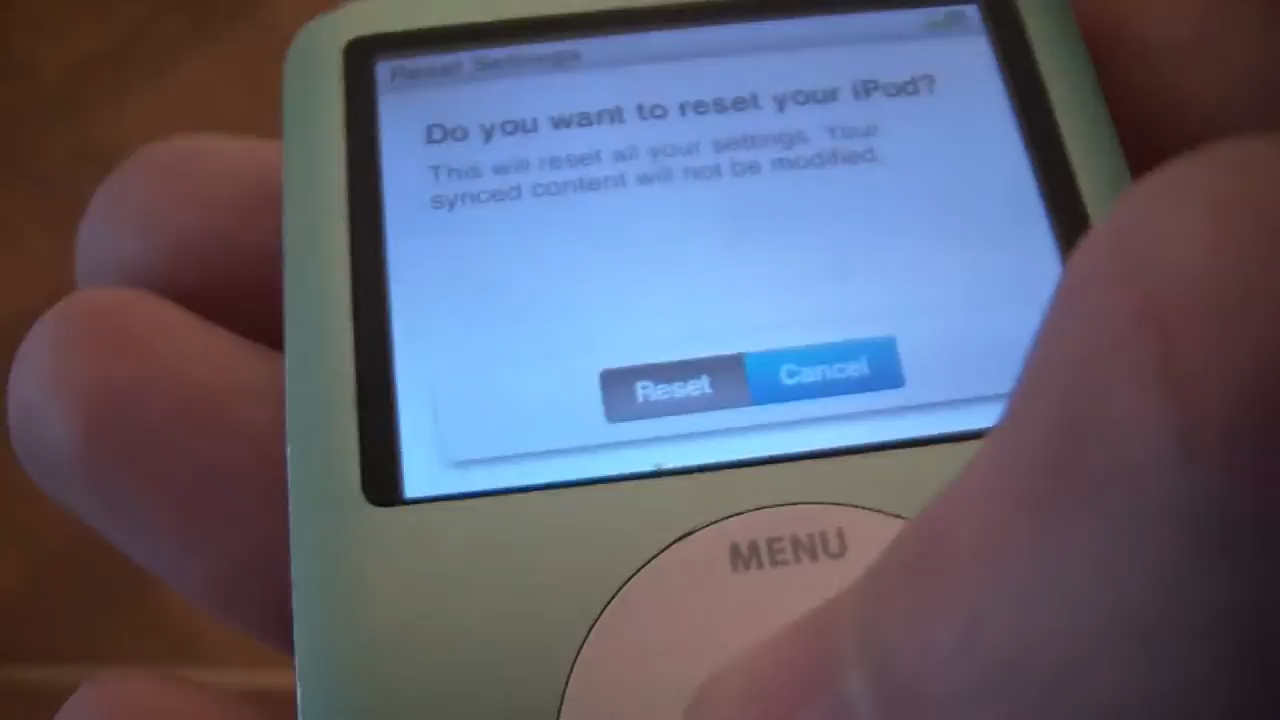 Reset Settings
Do you want to reset your iPod?
This will reset all your settings. Your
synced content will not be modified.
Reset Cancel
MENU